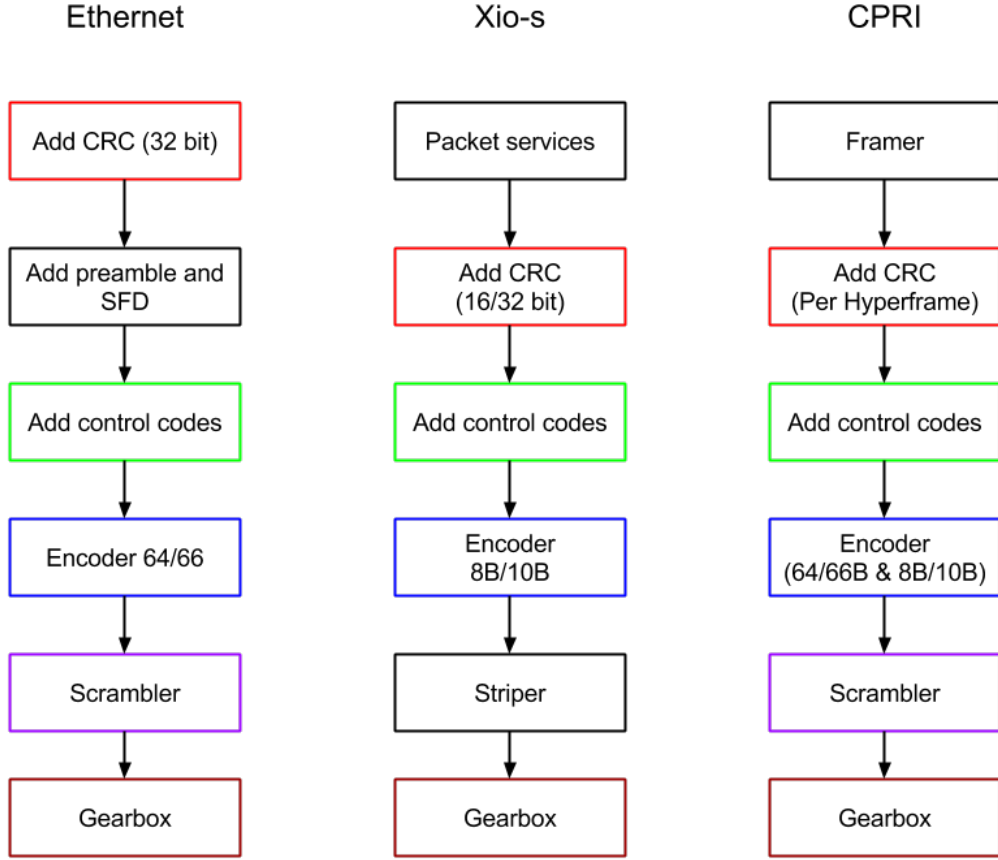 Ethernet
Add CRC (32 bit)
Add preamble and
SFD
Add control codes
Encoder 64/66
Scrambler
Gearbox
Xio-s
Packet services
Add CRC
(16/32 bit)
Add control codes
Encoder
8B/10B
Striper
Gearbox
CPRI
Framer
Add CRC
(Per Hyperframe)
Add control codes
Encoder
(64/66B & 8B/10B)
Scrambler
Gearbox